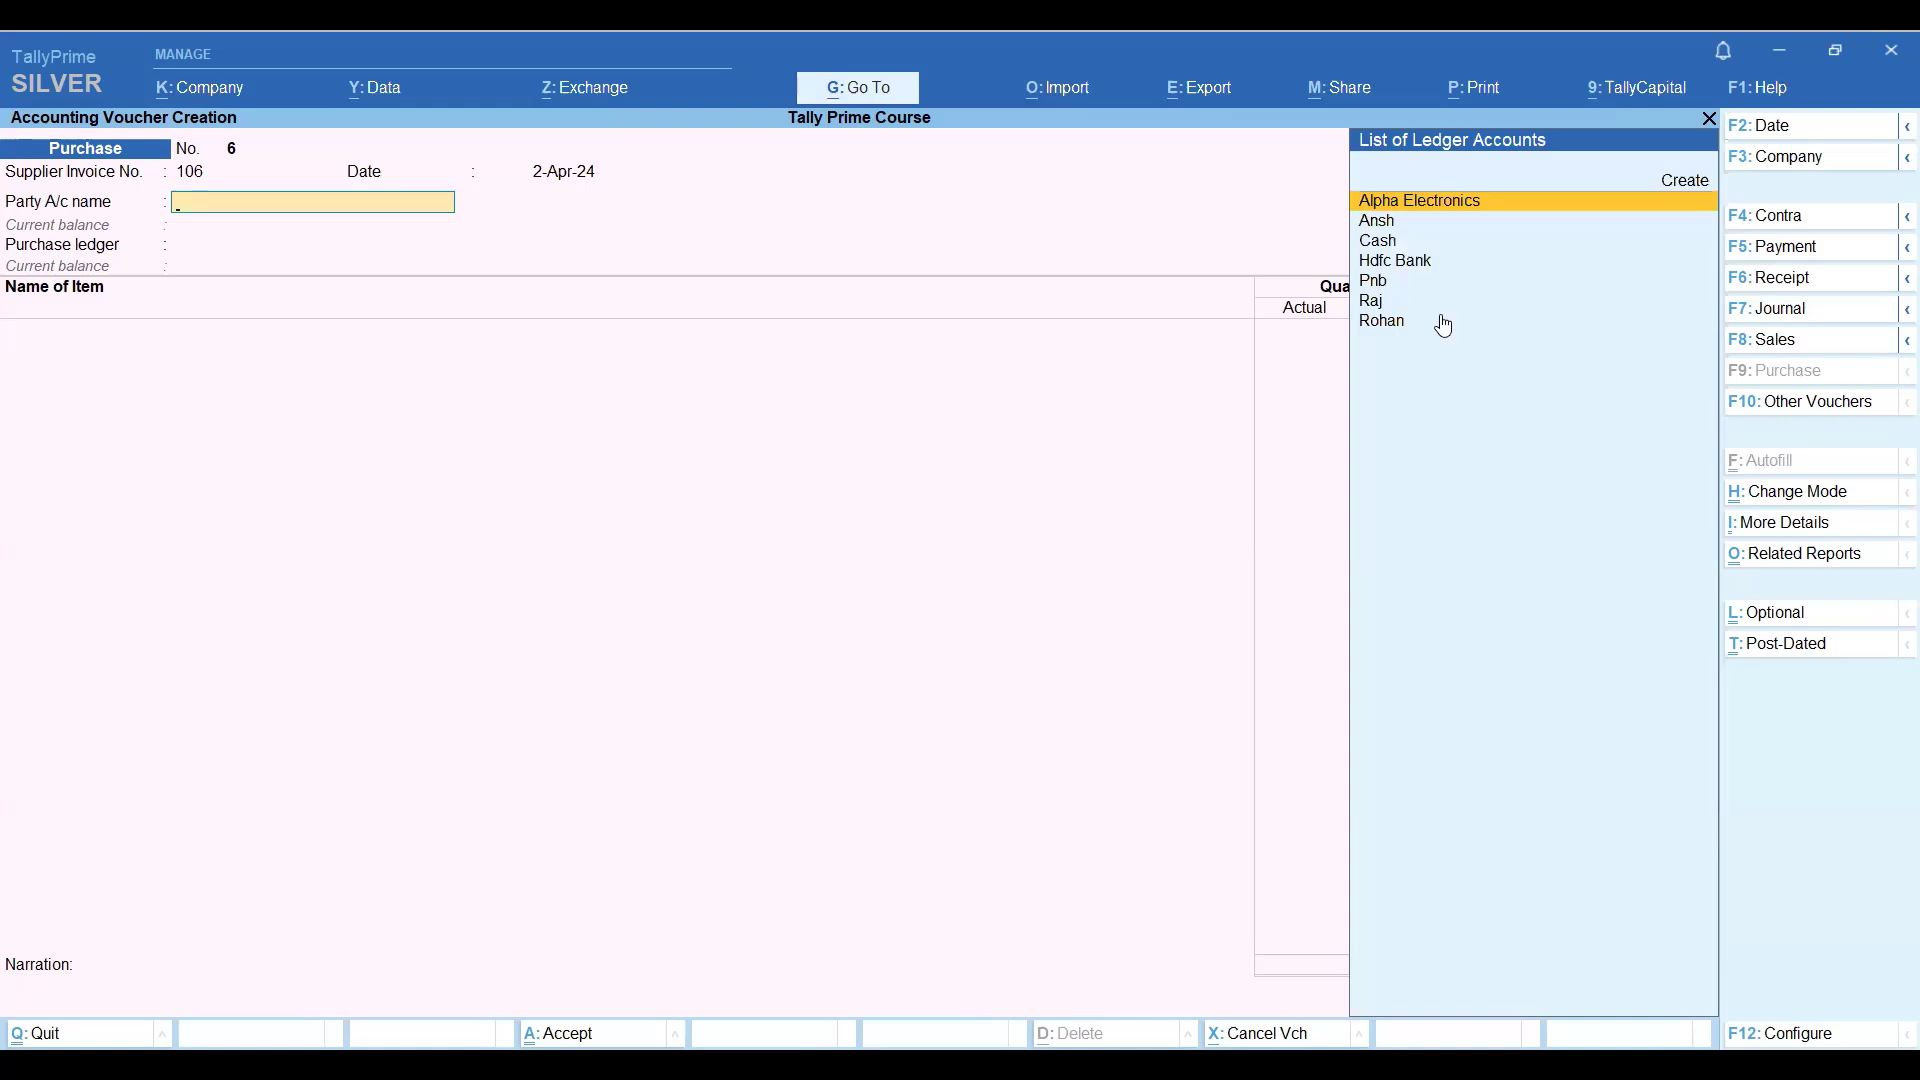 TallyPrime
SILVER
MANAGE
K: Company
Y: Data
Z: Exchange
G: Go To
O: Import
E: Export
M: Share
P: Print
9: TallyCapital
F1: Help
Accounting Voucher Creation
Tally Prime Course
Purchase No. 6
Supplier Invoice No. : 106 Date : 2-Apr-24
Party A/c name :
Current balance :
Purchase ledger :
Current balance :
Name of Item
Qua
Actual
Narration:
List of Ledger Accounts
Create
Alpha Electronics
Ansh
Cash
Hdfc Bank
Pnb
Raj
Rohan
F2: Date
F3: Company
F4: Contra
F5: Payment
F6: Receipt
F7: Journal
F8: Sales
F9: Purchase
F10: Other Vouchers
F: Autofill
H: Change Mode
I: More Details
O: Related Reports
L: Optional
T: Post-Dated
Q: Quit
A: Accept
D: Delete
X: Cancel Vch
F12: Configure